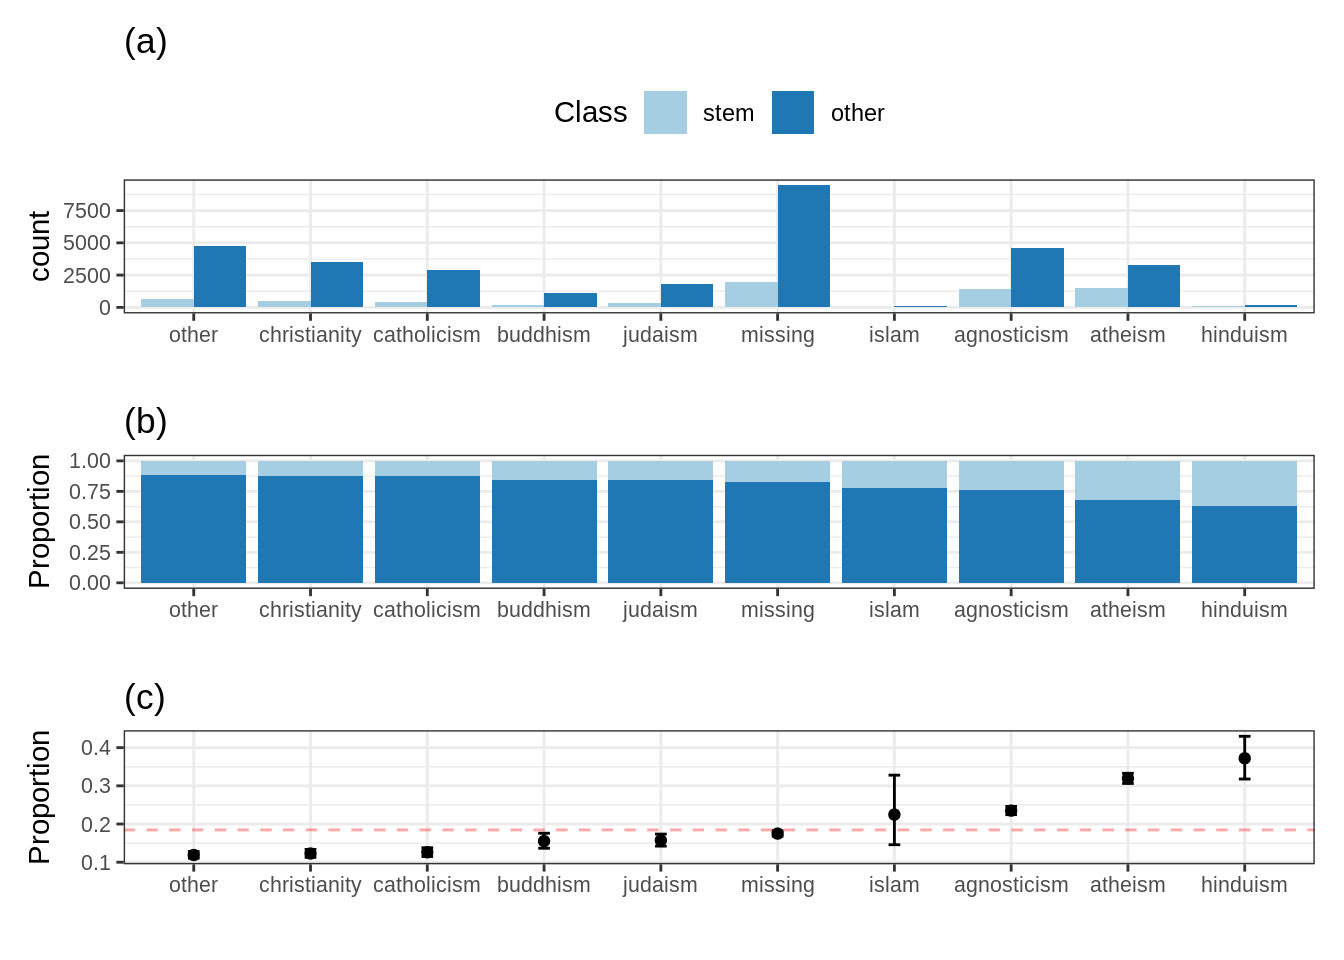 (a)
Class stem other
count
7500
5000
2500
0
other christianity catholicism buddhism judaism missing islam agnosticism atheism hinduism
(b)
Proportion
1.00
0.75
0.50
0.25
0.00
other christianity catholicism buddhism judaism missing islam agnosticism atheism hinduism
(c)
Proportion
0.4
0.3
0.2
0.1
other christianity catholicism buddhism judaism missing islam agnosticism atheism hinduism